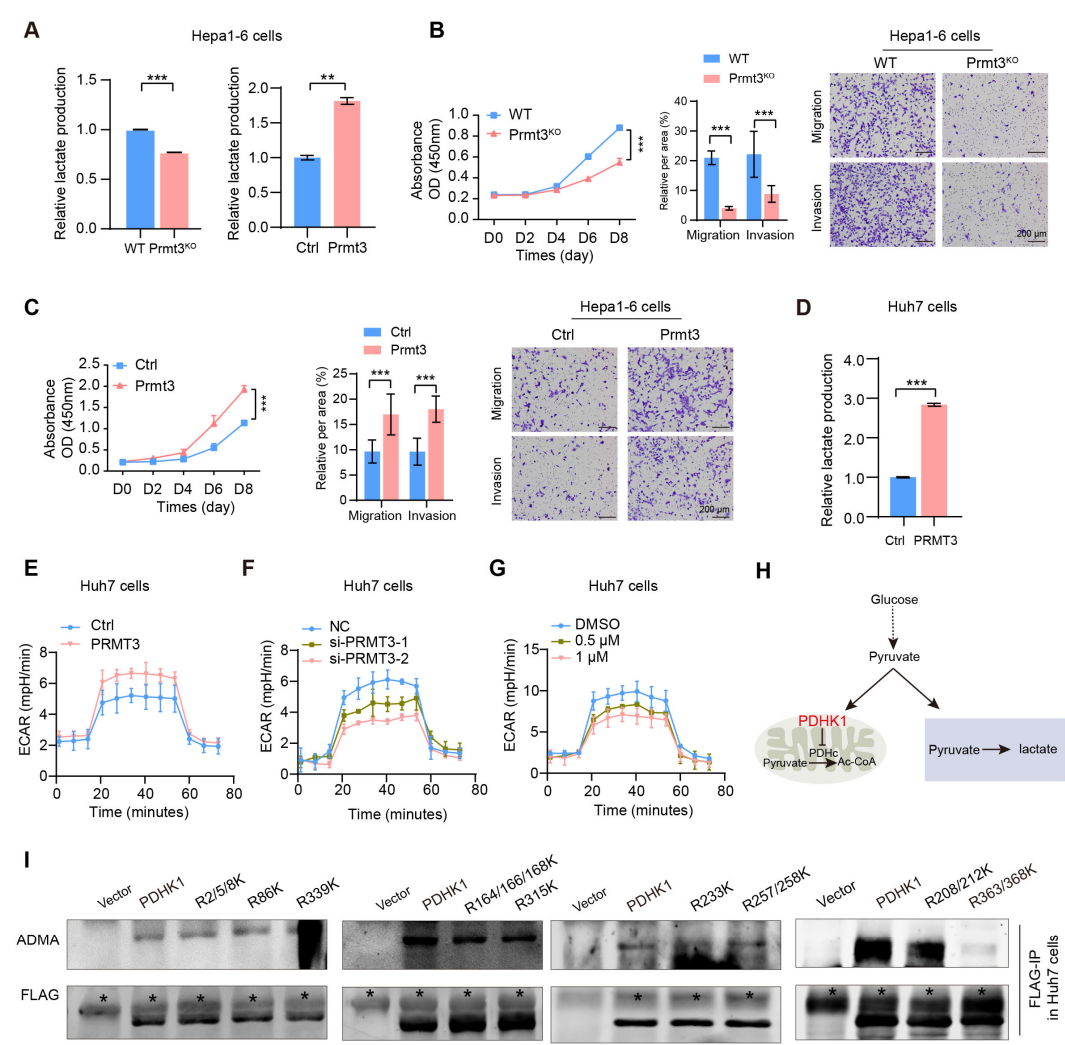 A
Hepa1-6 cells
Relative lactate production
1.5
1.0
0.5
0.0
***
WT Prmt3KO
Relative lactate production
2.0
1.5
1.0
0.5
0.0
**
Ctrl Prmt3
B
WT
Prmt3KO
Absorbance
OD (450nm)
1.0
0.8
0.6
0.4
0.2
0.0
***
D0 D2 D4 D6 D8
Times (day)
WT
Prmt3KO
Relative per area (%)
40
30
20
10
0
*** ***
Migration Invasion
Hepa1-6 cells
WT Prmt3KO
Migration
Invasion
200 µm
C
Ctrl
Prmt3
Absorbance
OD (450nm)
2.5
2.0
1.5
1.0
0.5
0.0
***
D0 D2 D4 D6 D8
Times (day)
Ctrl
Prmt3
Relative per area (%)
25
20
15
10
5
0
*** ***
Migration Invasion
Hepa1-6 cells
Ctrl Prmt3
Migration
Invasion
200 µm
D
Huh7 cells
Relative lactate production
4.0
3.0
2.0
1.0
0.0
***
Ctrl PRMT3
E
Huh7 cells
Ctrl
PRMT3
ECAR (mpH/min)
8
6
4
2
0
0 20 40 60 80
Time (minutes)
F
Huh7 cells
NC
si-PRMT3-1
si-PRMT3-2
ECAR (mpH/min)
8
6
4
2
0
0 20 40 60 80
Time (minutes)
G
Huh7 cells
DMSO
0.5 µM
1 µM
ECAR (mpH/min)
15
10
5
0
0 20 40 60 80
Time (minutes)
H
Glucose
Pyruvate
PDHK1
PDHc
Pyruvate Ac-CoA
Pyruvate lactate
I
Vector PDHK1 R2/5/8K R86K R339K
Vector PDHK1 R164/166/168K R315K
Vector PDHK1 R233K R257/258K
Vector PDHK1 R208/212K R363/368K
ADMA
FLAG
* * * * *
* * * *
* * *
* * * *
FLAG-IP
in Huh7 cells